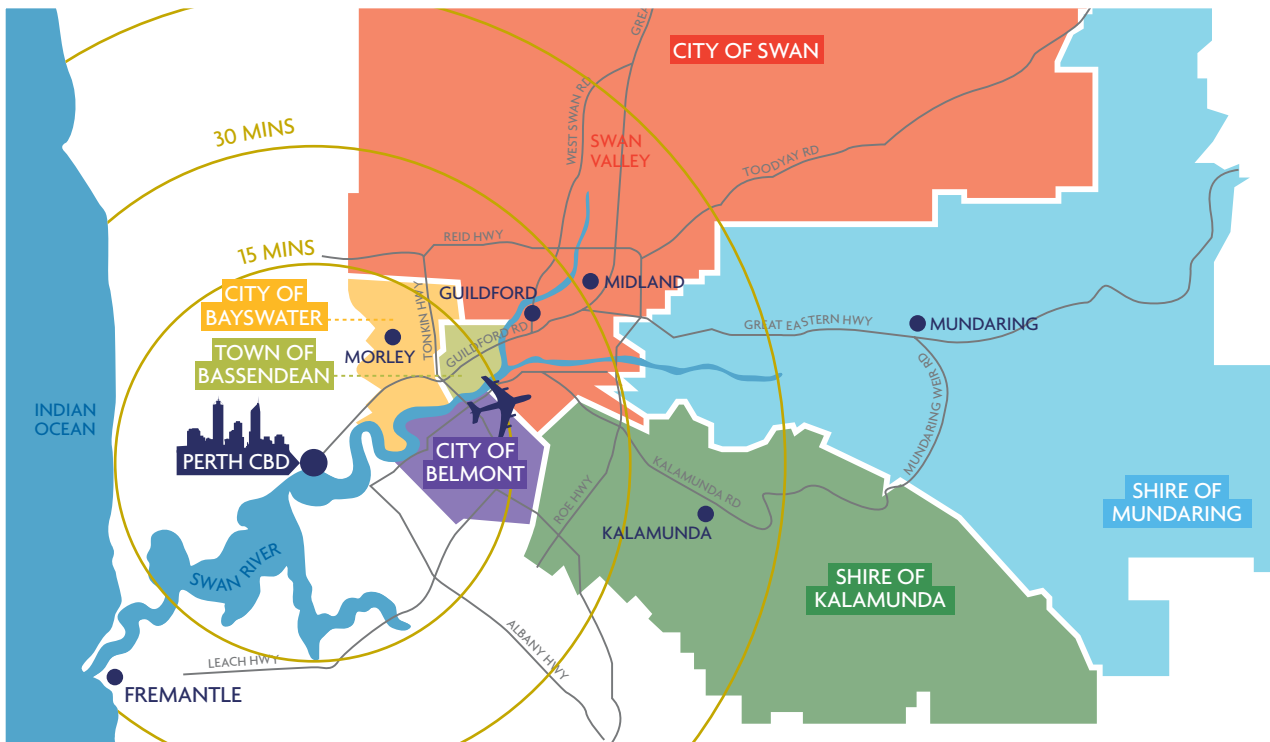 GREA
CITY OF SWAN
WEST SWAN RD
30 MINS
SWAN
VALLEY
TOODYAY RD
REID HWY
15 MINS
MIDLAND
CITY OF
BAYSWATER
GUILDFORD
TONKIN HWY
GREAT EASTERN HWY
MUNDARING
GUILDFORD RD
MORLEY
TOWN OF
BASSENDEAN
MUNDARING WEIR RD
INDIAN
OCEAN
PERTH CBD
CITY OF
BELMONT
KALAMUNDA RD
ROE HWY
SHIRE OF
MUNDARING
KALAMUNDA
SWAN RIVER
SHIRE OF
KALAMUNDA
ALBANY HWY
LEACH HWY
FREMANTLE